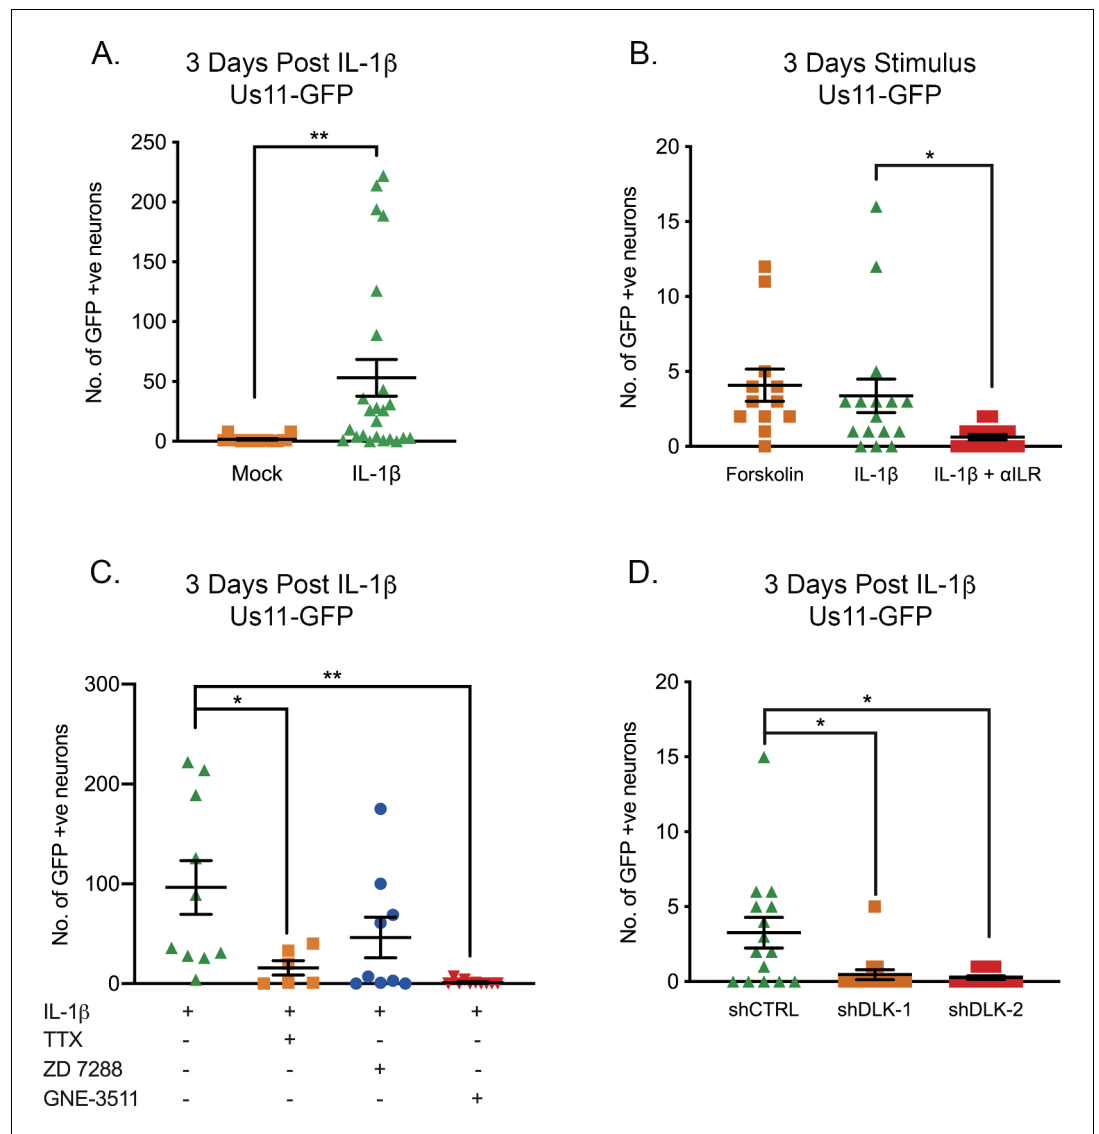 A.
3 Days Post IL-1β
Us11-GFP
**
No. of GFP +ve neurons
250
200
150
100
50
0
Mock
IL-1β
B.
3 Days Stimulus
Us11-GFP
*
No. of GFP +ve neurons
20
15
10
5
0
Forskolin
IL-1β
IL-1β + αILR
C.
3 Days Post IL-1β
Us11-GFP
**
*
No. of GFP +ve neurons
300
200
100
0
IL-1β + + + +
TTX - + - -
ZD 7288 - - + -
GNE-3511 - - - +
D.
3 Days Post IL-1β
Us11-GFP
*
*
No. of GFP +ve neurons
20
15
10
5
0
shCTRL
shDLK-1
shDLK-2